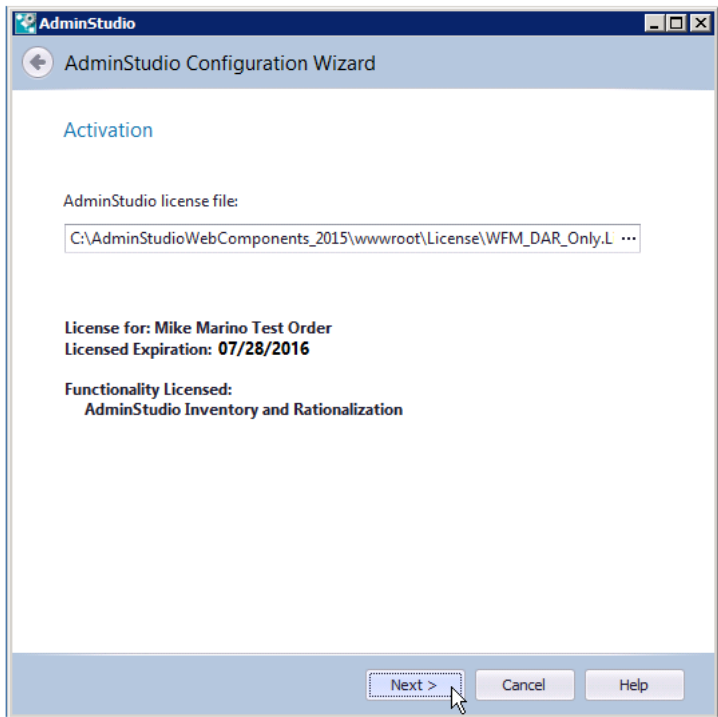 AdminStudio
AdminStudio Configuration Wizard
Activation
AdminStudio license file:
C:\AdminStudioWebComponents_2015\wwwroot\License\WFM_DAR_Only.L ...
License for: Mike Marino Test Order
Licensed Expiration: 07/28/2016
Functionality Licensed:
AdminStudio Inventory and Rationalization
Next > Cancel Help